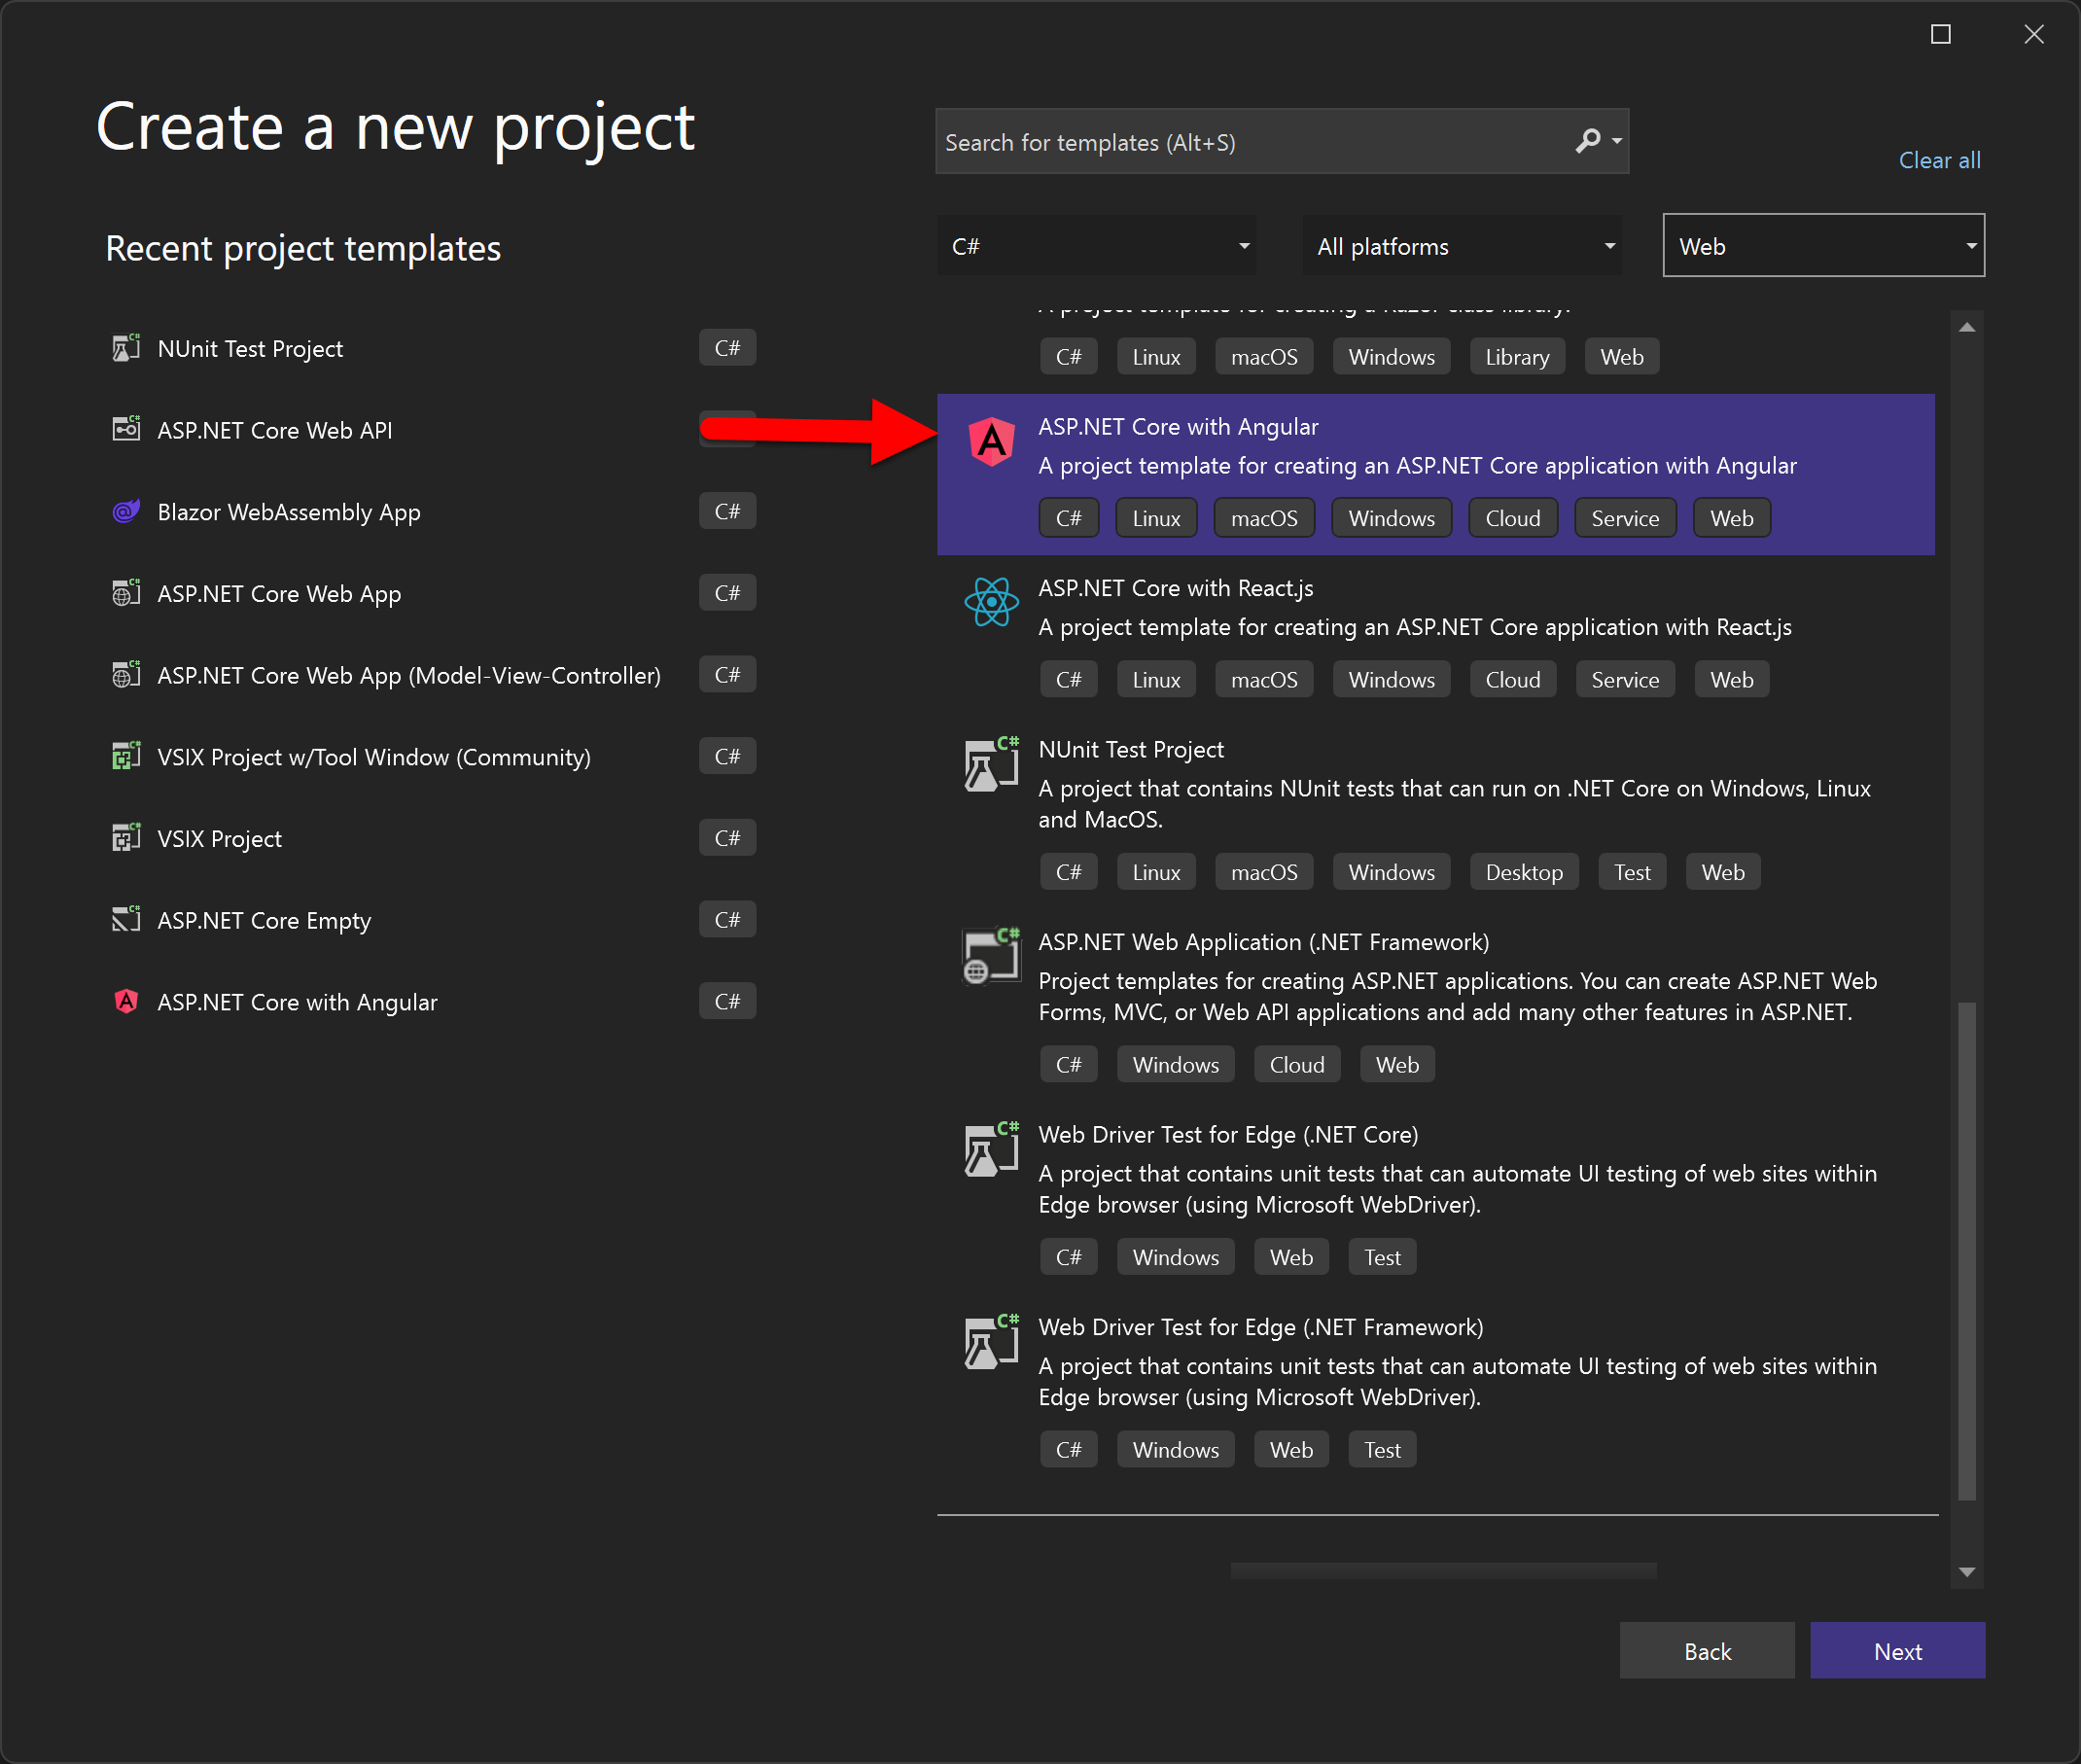 Create a new project
Search for templates (Alt+S)
Clear all
C#
All platforms
Web
Recent project templates
NUnit Test Project
C#
ASP.NET Core Web API
Blazor WebAssembly App
C#
ASP.NET Core Web App
C#
ASP.NET Core Web App (Model-View-Controller)
C#
VSIX Project w/Tool Window (Community)
C#
VSIX Project
C#
ASP.NET Core Empty
C#
ASP.NET Core with Angular
C#
A project template for creating a Razor class library.
C# Linux macOS Windows Library Web
ASP.NET Core with Angular
A project template for creating an ASP.NET Core application with Angular
C# Linux macOS Windows Cloud Service Web
ASP.NET Core with React.js
A project template for creating an ASP.NET Core application with React.js
C# Linux macOS Windows Cloud Service Web
NUnit Test Project
A project that contains NUnit tests that can run on .NET Core on Windows, Linux
and MacOS.
C# Linux macOS Windows Desktop Test Web
ASP.NET Web Application (.NET Framework)
Project templates for creating ASP.NET applications. You can create ASP.NET Web
Forms, MVC, or Web API applications and add many other features in ASP.NET.
C# Windows Cloud Web
Web Driver Test for Edge (.NET Core)
A project that contains unit tests that can automate UI testing of web sites within
Edge browser (using Microsoft WebDriver).
C# Windows Web Test
Web Driver Test for Edge (.NET Framework)
A project that contains unit tests that can automate UI testing of web sites within
Edge browser (using Microsoft WebDriver).
C# Windows Web Test
Back
Next